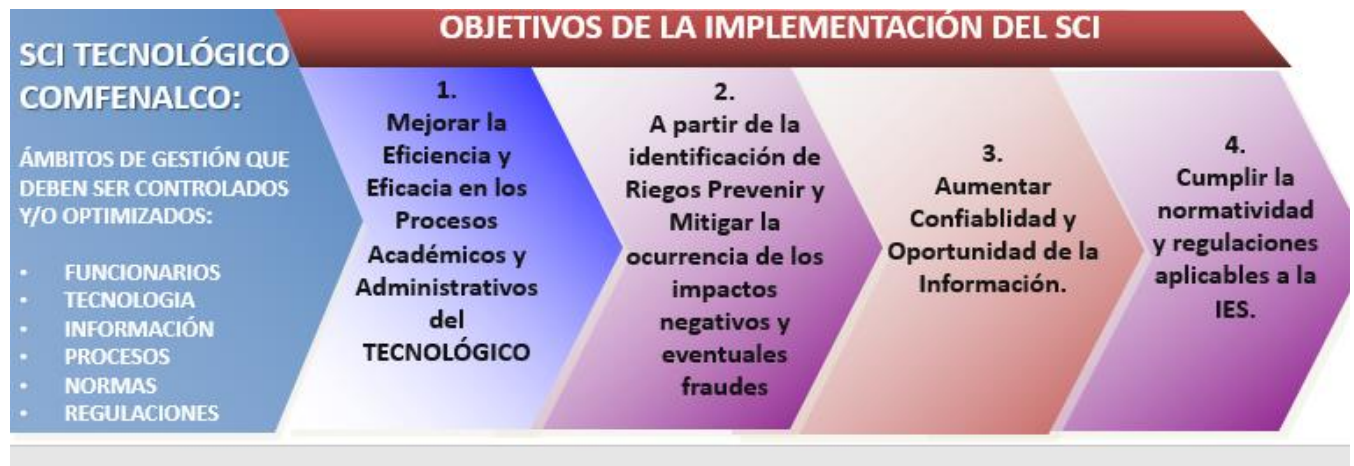 OBJETIVOS DE LA IMPLEMENTACIÓN DEL SCI
SCI TECNOLÓGICO
COMFENALCO:
ÁMBITOS DE GESTIÓN QUE
DEBEN SER CONTROLADOS
Y/O OPTIMIZADOS:
• FUNCIONARIOS
• TECNOLOGIA
• INFORMACIÓN
• PROCESOS
• NORMAS
• REGULACIONES
1.
Mejorar la
Eficiencia y
Eficacia en los
Procesos
Académicos y
Administrativos
del
TECNOLÓGICO
2.
A partir de la
identificación de
Riegos Prevenir y
Mitigar la
ocurrencia de los
impactos
negativos y
eventuales
fraudes
3.
Aumentar
Confiablidad y
Oportunidad de la
Información.
4.
Cumplir la
normatividad
y regulaciones
aplicables a la
IES.